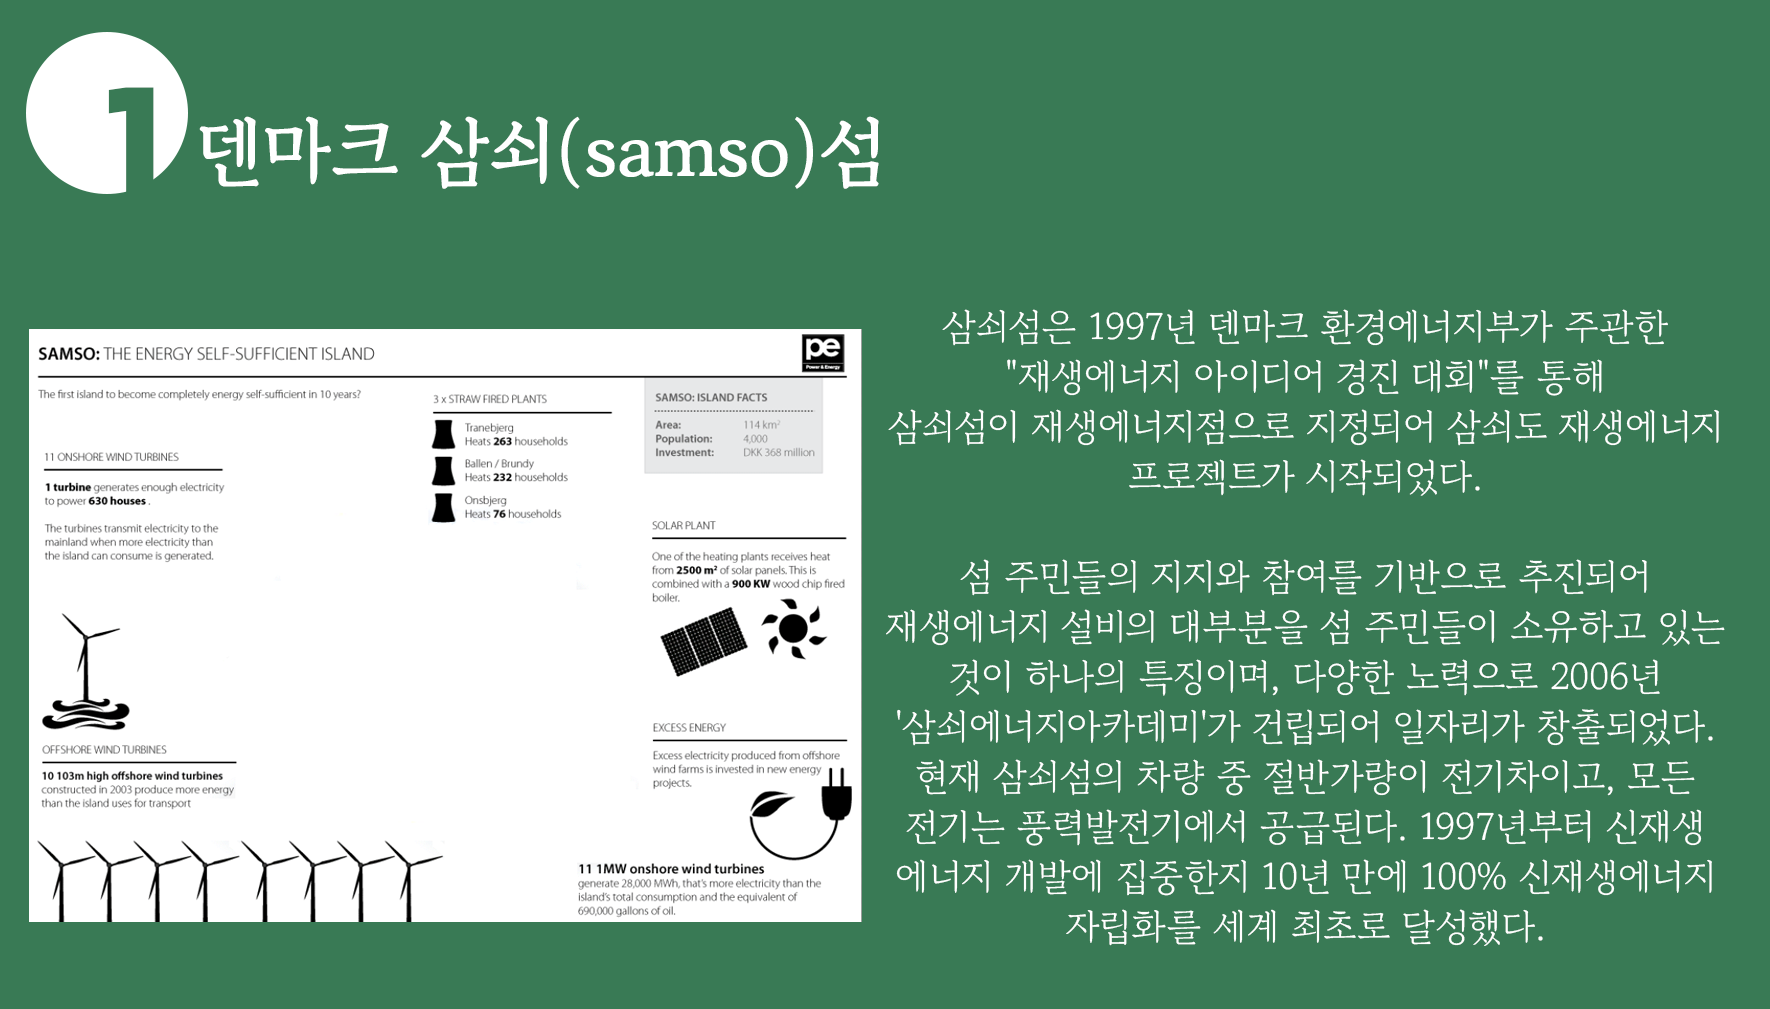 1
덴마크 삼쇠(samso)섬
SAMSO: THE ENERGY SELF-SUFFICIENT ISLAND
pe
Power & Energy
The first island to become completely energy self-sufficient in 10 years?
11 ONSHORE WIND TURBINES
1 turbine generates enough electricity
to power 630 houses .
The turbines transmit electricity to the
mainland when more electricity than
the island can consume is generated.
OFFSHORE WIND TURBINES
10 103m high offshore wind turbines
constructed in 2003 produce more energy
than the island uses for transport
3 x STRAW FIRED PLANTS
Tranebjerg
Heats 263 households
Ballen / Brundy
Heats 232 households
Onsbjerg
Heats 76 households
SAMSO: ISLAND FACTS
Area: 114 km²
Population: 4,000
Investment: DKK 368 million
SOLAR PLANT
One of the heating plants receives heat
from 2500 m² of solar panels. This is
combined with a 900 KW wood chip fired
boiler.
EXCESS ENERGY
Excess electricity produced from offshore
wind farms is invested in new energy
projects.
11 1MW onshore wind turbines
generate 28,000 MWh, that's more electricity than the
island's total consumption and the equivalent of
690,000 gallons of oil.
삼쇠섬은 1997년 덴마크 환경에너지부가 주관한
"재생에너지 아이디어 경진 대회"를 통해
삼쇠섬이 재생에너지점으로 지정되어 삼쇠도 재생에너지
프로젝트가 시작되었다.
섬 주민들의 지지와 참여를 기반으로 추진되어
재생에너지 설비의 대부분을 섬 주민들이 소유하고 있는
것이 하나의 특징이며, 다양한 노력으로 2006년
'삼쇠에너지아카데미'가 건립되어 일자리가 창출되었다.
현재 삼쇠섬의 차량 중 절반가량이 전기차이고, 모든
전기는 풍력발전기에서 공급된다. 1997년부터 신재생
에너지 개발에 집중한지 10년 만에 100% 신재생에너지
자립화를 세계 최초로 달성했다.